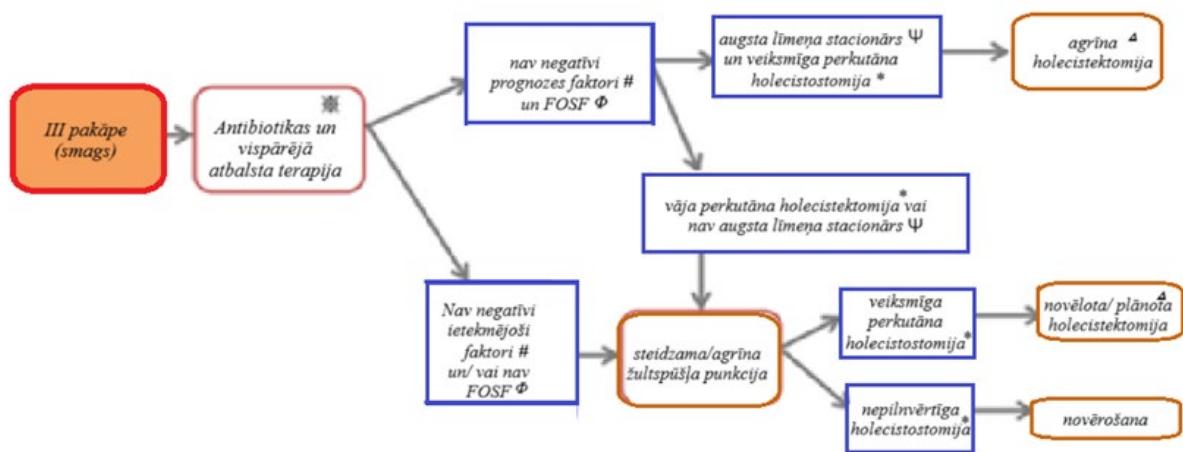 III pakāpe
(smags)
※
Antibiotikas un
vispārējā
atbalsta terapija
nav negatīvi
prognozes faktori #
un FOSF Φ
augsta līmeņa stacionārs Ψ
un veiksmīga perkutāna
holecistostomija *
agrīna Δ
holecistektomija
vāja perkutāna holecistektomija * vai
nav augsta līmeņa stacionārs Ψ
Nav negatīvi
ietekmējoši
faktori #
un/ vai nav
FOSF Φ
steidzama/agrīna
žultspūšļa punkcija
veiksmīga
perkutāna
holecistostomija *
novēlota/ plānota Δ
holecistektomija
nepilnvērtīga
holecistostomija *
novērošana